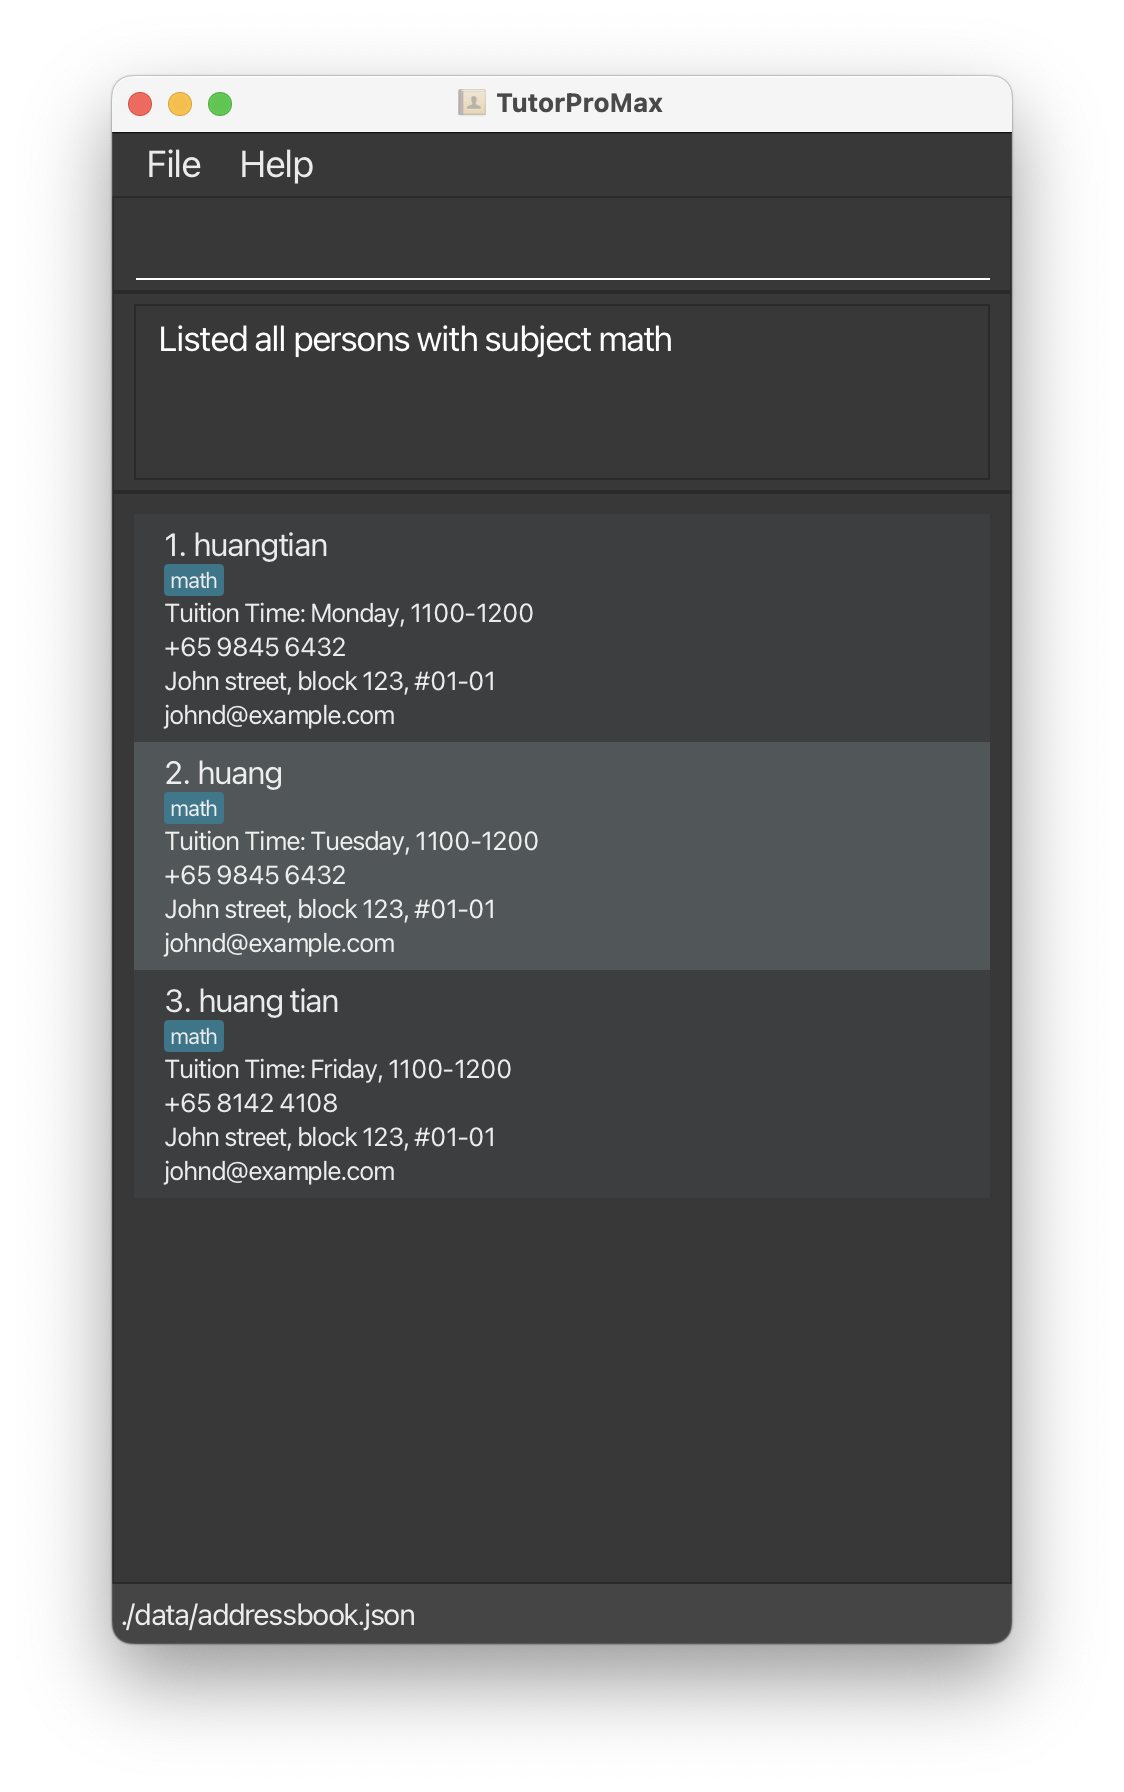 TutorProMax
File Help
Listed all persons with subject math
1. huangtian
math
Tuition Time: Monday, 1100-1200
+65 9845 6432
John street, block 123, #01-01
johnd@example.com
2. huang
math
Tuition Time: Tuesday, 1100-1200
+65 9845 6432
John street, block 123, #01-01
johnd@example.com
3. huang tian
math
Tuition Time: Friday, 1100-1200
+65 8142 4108
John street, block 123, #01-01
johnd@example.com
./data/addressbook.json